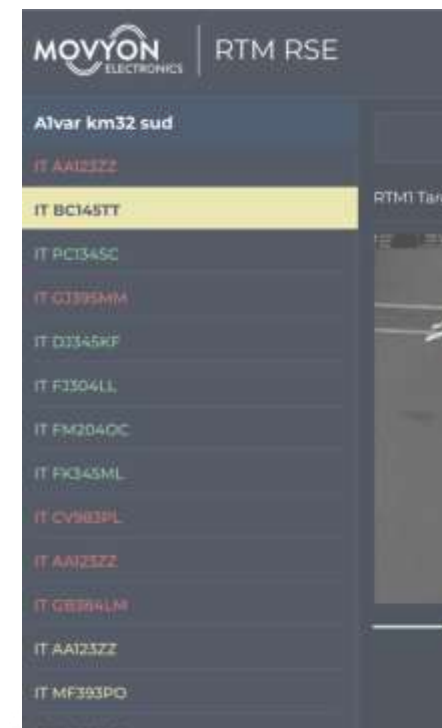 MOVYON
ELECTRONICS
RTM RSE
A1var km32 sud
IT AA123ZZ
IT BC145TT
RTM1 Tar
IT PC134SC
IT GJ395MM
IT DJ345KF
IT FJ304LL
IT FM204OC
IT FK345ML
IT CV983PL
IT AA123ZZ
IT GB364LM
IT AA123ZZ
IT MF393PO